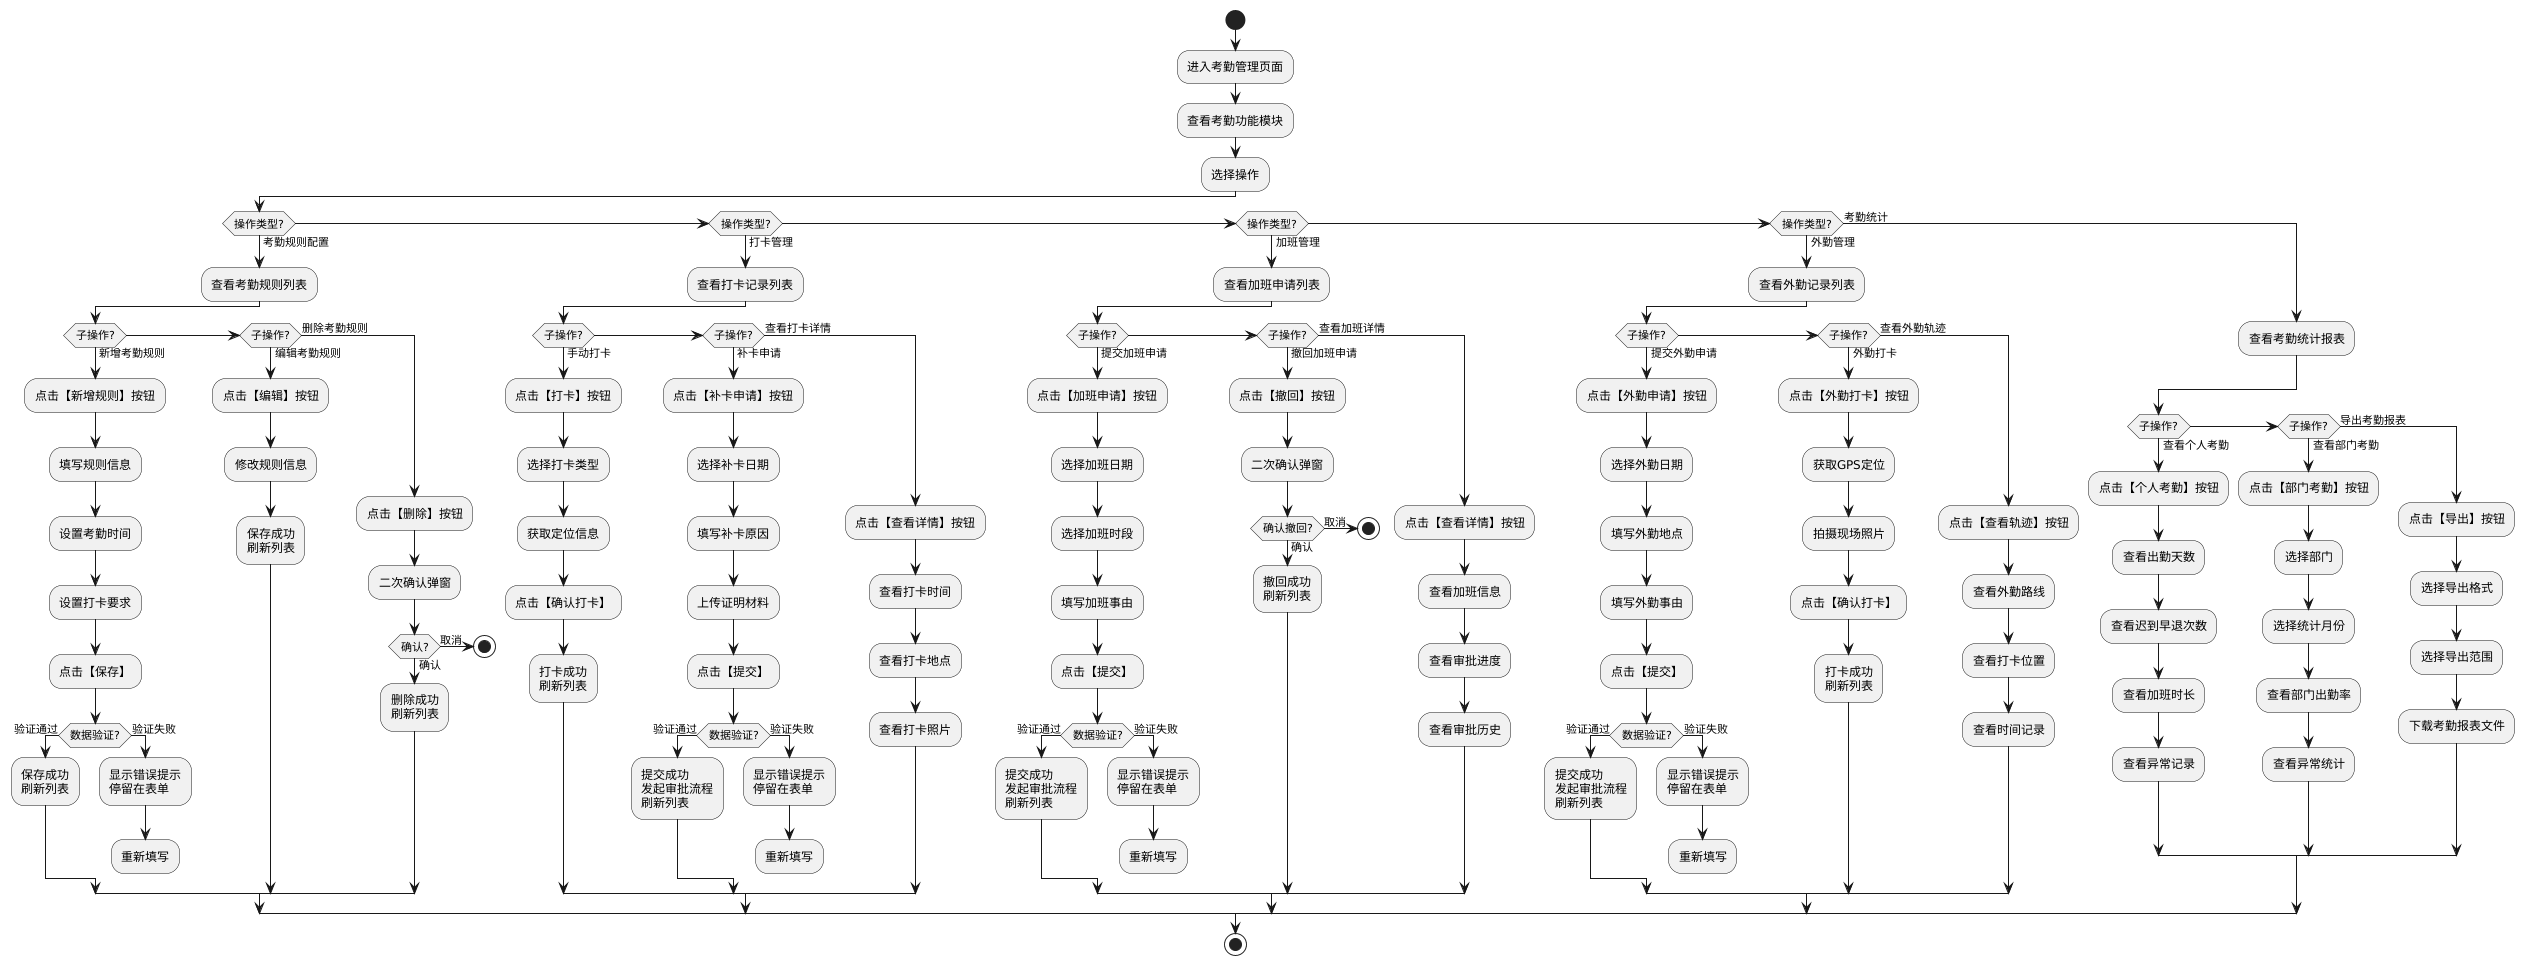 进入考勤管理页面
查看考勤功能模块
选择操作
操作类型?
考勤规则配置
查看考勤规则列表
子操作?
新增考勤规则
点击【新增规则】按钮
填写规则信息
设置考勤时间
设置打卡要求
点击【保存】
数据验证?
验证通过
验证失败
保存成功
刷新列表
显示错误提示
停留在表单
重新填写
子操作?
编辑考勤规则
点击【编辑】按钮
修改规则信息
保存成功
刷新列表
删除考勤规则
点击【删除】按钮
二次确认弹窗
确认?
取消
确认
删除成功
刷新列表
操作类型?
打卡管理
查看打卡记录列表
子操作?
手动打卡
点击【打卡】按钮
选择打卡类型
获取定位信息
点击【确认打卡】
打卡成功
刷新列表
子操作?
补卡申请
点击【补卡申请】按钮
选择补卡日期
填写补卡原因
上传证明材料
点击【提交】
数据验证?
验证通过
验证失败
提交成功
发起审批流程
刷新列表
显示错误提示
停留在表单
重新填写
查看打卡详情
点击【查看详情】按钮
查看打卡时间
查看打卡地点
查看打卡照片
操作类型?
加班管理
查看加班申请列表
子操作?
提交加班申请
点击【加班申请】按钮
选择加班日期
选择加班时段
填写加班事由
点击【提交】
数据验证?
验证通过
验证失败
提交成功
发起审批流程
刷新列表
显示错误提示
停留在表单
重新填写
子操作?
撤回加班申请
点击【撤回】按钮
二次确认弹窗
确认撤回?
取消
确认
撤回成功
刷新列表
查看加班详情
点击【查看详情】按钮
查看加班信息
查看审批进度
查看审批历史
操作类型?
外勤管理
查看外勤记录列表
子操作?
提交外勤申请
点击【外勤申请】按钮
选择外勤日期
填写外勤地点
填写外勤事由
点击【提交】
数据验证?
验证通过
验证失败
提交成功
发起审批流程
刷新列表
显示错误提示
停留在表单
重新填写
子操作?
外勤打卡
点击【外勤打卡】按钮
获取GPS定位
拍摄现场照片
点击【确认打卡】
打卡成功
刷新列表
查看外勤轨迹
点击【查看轨迹】按钮
查看外勤路线
查看打卡位置
查看时间记录
考勤统计
查看考勤统计报表
子操作?
查看个人考勤
点击【个人考勤】按钮
查看出勤天数
查看迟到早退次数
查看加班时长
查看异常记录
子操作?
查看部门考勤
点击【部门考勤】按钮
选择部门
选择统计月份
查看部门出勤率
查看异常统计
导出考勤报表
点击【导出】按钮
选择导出格式
选择导出范围
下载考勤报表文件